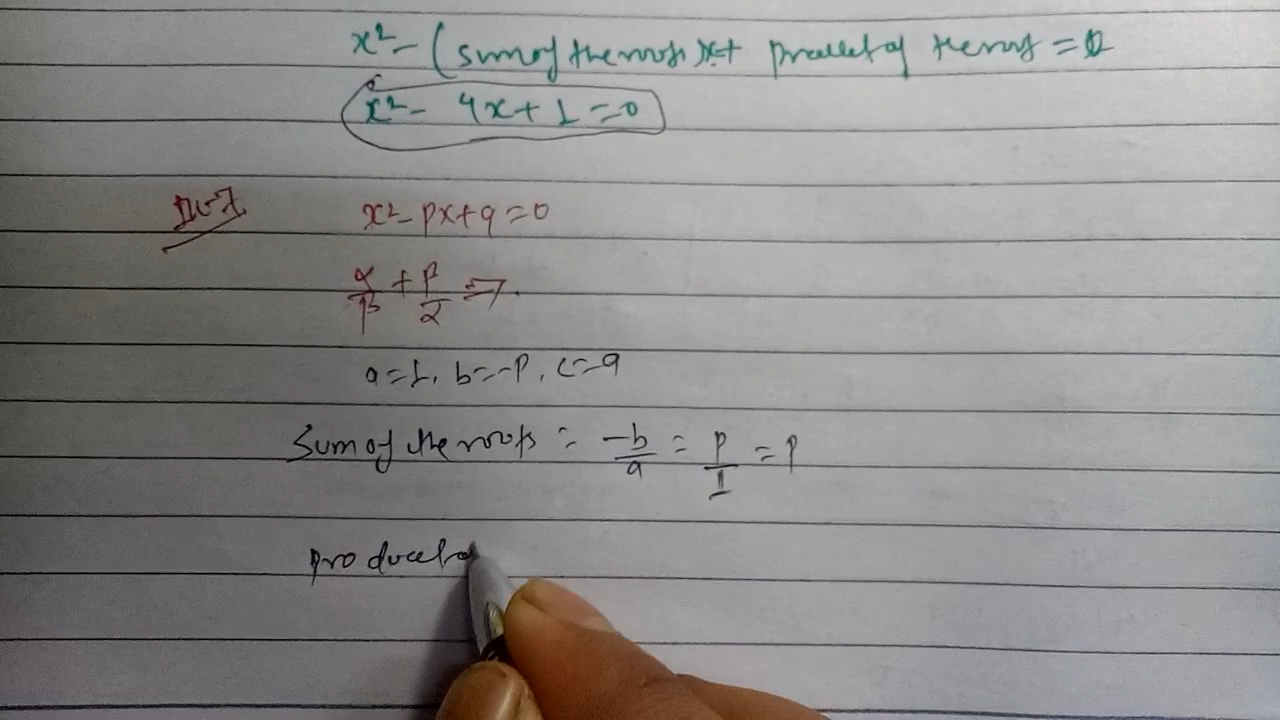 x² - (sum of the roots)x + product of the roots = 0
x² - 4x + 1 = 0
x² - px + q = 0
α/β + β/α ⇒
a = 1, b = -p, c = q
Sum of the roots = -b/a = p/1 = p
product o